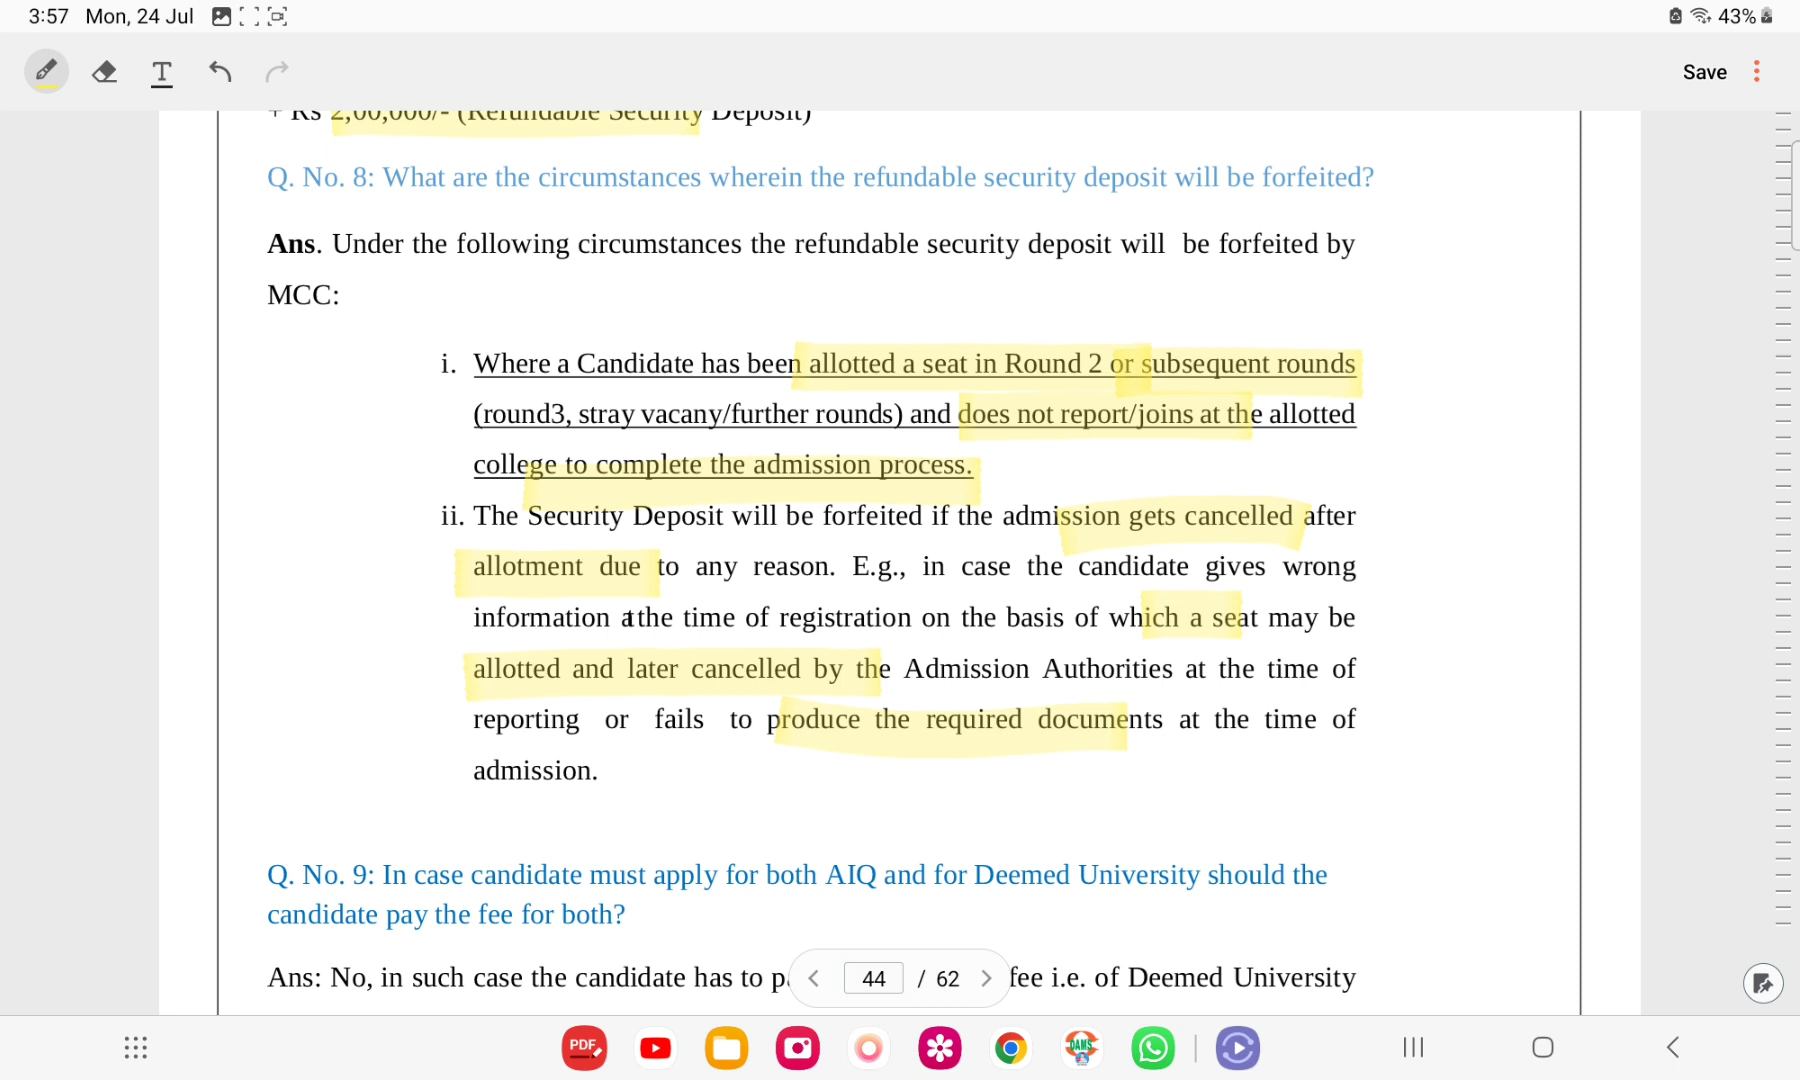 3:57 Mon, 24 Jul 43%
Save
+ Rs 2,00,000/- (Refundable Security Deposit)
Q. No. 8: What are the circumstances wherein the refundable security deposit will be forfeited?
Ans. Under the following circumstances the refundable security deposit will be forfeited by
MCC:
i. Where a Candidate has been allotted a seat in Round 2 or subsequent rounds
(round3, stray vacany/further rounds) and does not report/joins at the allotted
college to complete the admission process.
ii. The Security Deposit will be forfeited if the admission gets cancelled after
allotment due to any reason. E.g., in case the candidate gives wrong
information at the time of registration on the basis of which a seat may be
allotted and later cancelled by the Admission Authorities at the time of
reporting or fails to produce the required documents at the time of
admission.
Q. No. 9: In case candidate must apply for both AIQ and for Deemed University should the
candidate pay the fee for both?
Ans: No, in such case the candidate has to fee i.e. of Deemed University
44 / 62
PDF
DAMS